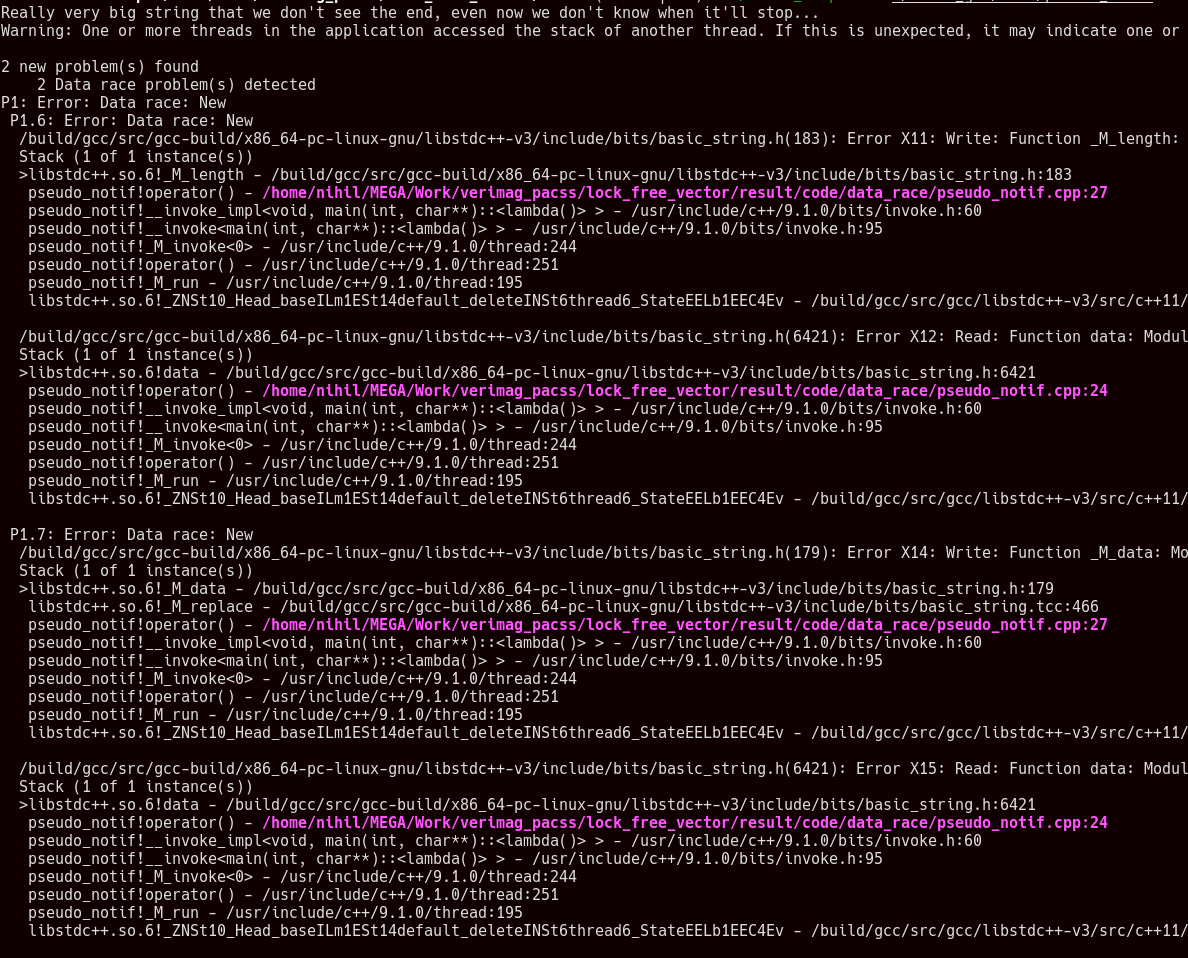 Really very big string that we don't see the end, even now we don't know when it'll stop...
Warning: One or more threads in the application accessed the stack of another thread. If this is unexpected, it may indicate one or

2 new problem(s) found
    2 Data race problem(s) detected
P1: Error: Data race: New
 P1.6: Error: Data race: New
  /build/gcc/src/gcc-build/x86_64-pc-linux-gnu/libstdc++-v3/include/bits/basic_string.h(183): Error X11: Write: Function _M_length:
  Stack (1 of 1 instance(s))
  >libstdc++.so.6!_M_length - /build/gcc/src/gcc-build/x86_64-pc-linux-gnu/libstdc++-v3/include/bits/basic_string.h:183
   pseudo_notif!operator() - /home/nihil/MEGA/Work/verimag_pacss/lock_free_vector/result/code/data_race/pseudo_notif.cpp:27
   pseudo_notif!__invoke_impl<void, main(int, char**)::<lambda()> > - /usr/include/c++/9.1.0/bits/invoke.h:60
   pseudo_notif!__invoke<main(int, char**)::<lambda()> > - /usr/include/c++/9.1.0/bits/invoke.h:95
   pseudo_notif!_M_invoke<0> - /usr/include/c++/9.1.0/thread:244
   pseudo_notif!operator() - /usr/include/c++/9.1.0/thread:251
   pseudo_notif!_M_run - /usr/include/c++/9.1.0/thread:195
   libstdc++.so.6!_ZNSt10_Head_baseILm1ESt14default_deleteINSt6thread6_StateEELb1EEC4Ev - /build/gcc/src/gcc/libstdc++-v3/src/c++11/

  /build/gcc/src/gcc-build/x86_64-pc-linux-gnu/libstdc++-v3/include/bits/basic_string.h(6421): Error X12: Read: Function data: Modul
  Stack (1 of 1 instance(s))
  >libstdc++.so.6!data - /build/gcc/src/gcc-build/x86_64-pc-linux-gnu/libstdc++-v3/include/bits/basic_string.h:6421
   pseudo_notif!operator() - /home/nihil/MEGA/Work/verimag_pacss/lock_free_vector/result/code/data_race/pseudo_notif.cpp:24
   pseudo_notif!__invoke_impl<void, main(int, char**)::<lambda()> > - /usr/include/c++/9.1.0/bits/invoke.h:60
   pseudo_notif!__invoke<main(int, char**)::<lambda()> > - /usr/include/c++/9.1.0/bits/invoke.h:95
   pseudo_notif!_M_invoke<0> - /usr/include/c++/9.1.0/thread:244
   pseudo_notif!operator() - /usr/include/c++/9.1.0/thread:251
   pseudo_notif!_M_run - /usr/include/c++/9.1.0/thread:195
   libstdc++.so.6!_ZNSt10_Head_baseILm1ESt14default_deleteINSt6thread6_StateEELb1EEC4Ev - /build/gcc/src/gcc/libstdc++-v3/src/c++11/

 P1.7: Error: Data race: New
  /build/gcc/src/gcc-build/x86_64-pc-linux-gnu/libstdc++-v3/include/bits/basic_string.h(179): Error X14: Write: Function _M_data: Mo
  Stack (1 of 1 instance(s))
  >libstdc++.so.6!_M_data - /build/gcc/src/gcc-build/x86_64-pc-linux-gnu/libstdc++-v3/include/bits/basic_string.h:179
   libstdc++.so.6!_M_replace - /build/gcc/src/gcc-build/x86_64-pc-linux-gnu/libstdc++-v3/include/bits/basic_string.tcc:466
   pseudo_notif!operator() - /home/nihil/MEGA/Work/verimag_pacss/lock_free_vector/result/code/data_race/pseudo_notif.cpp:27
   pseudo_notif!__invoke_impl<void, main(int, char**)::<lambda()> > - /usr/include/c++/9.1.0/bits/invoke.h:60
   pseudo_notif!__invoke<main(int, char**)::<lambda()> > - /usr/include/c++/9.1.0/bits/invoke.h:95
   pseudo_notif!_M_invoke<0> - /usr/include/c++/9.1.0/thread:244
   pseudo_notif!operator() - /usr/include/c++/9.1.0/thread:251
   pseudo_notif!_M_run - /usr/include/c++/9.1.0/thread:195
   libstdc++.so.6!_ZNSt10_Head_baseILm1ESt14default_deleteINSt6thread6_StateEELb1EEC4Ev - /build/gcc/src/gcc/libstdc++-v3/src/c++11/

  /build/gcc/src/gcc-build/x86_64-pc-linux-gnu/libstdc++-v3/include/bits/basic_string.h(6421): Error X15: Read: Function data: Modul
  Stack (1 of 1 instance(s))
  >libstdc++.so.6!data - /build/gcc/src/gcc-build/x86_64-pc-linux-gnu/libstdc++-v3/include/bits/basic_string.h:6421
   pseudo_notif!operator() - /home/nihil/MEGA/Work/verimag_pacss/lock_free_vector/result/code/data_race/pseudo_notif.cpp:24
   pseudo_notif!__invoke_impl<void, main(int, char**)::<lambda()> > - /usr/include/c++/9.1.0/bits/invoke.h:60
   pseudo_notif!__invoke<main(int, char**)::<lambda()> > - /usr/include/c++/9.1.0/bits/invoke.h:95
   pseudo_notif!_M_invoke<0> - /usr/include/c++/9.1.0/thread:244
   pseudo_notif!operator() - /usr/include/c++/9.1.0/thread:251
   pseudo_notif!_M_run - /usr/include/c++/9.1.0/thread:195
   libstdc++.so.6!_ZNSt10_Head_baseILm1ESt14default_deleteINSt6thread6_StateEELb1EEC4Ev - /build/gcc/src/gcc/libstdc++-v3/src/c++11/